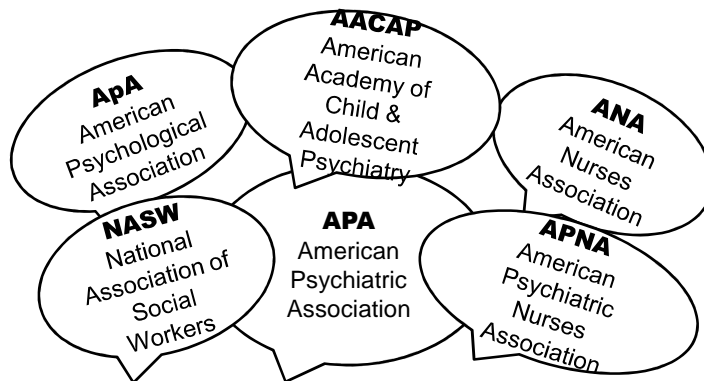 ApA
American
Psychological
Association
AACAP
American
Academy of
Child &
Adolescent
Psychiatry
ANA
American
Nurses
Association
NASW
National
Association of
Social
Workers
APA
American
Psychiatric
Association
APNA
American
Psychiatric
Nurses
Association